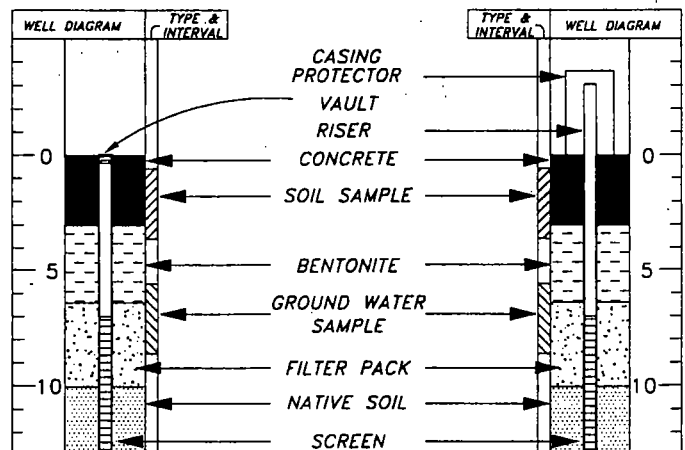 WELL DIAGRAM
TYPE &
INTERVAL
TYPE &
INTERVAL
WELL DIAGRAM
CASING
PROTECTOR
VAULT
RISER
0 CONCRETE 0
SOIL SAMPLE
5 BENTONITE 5
GROUND WATER
SAMPLE
FILTER PACK
10 10
NATIVE SOIL
SCREEN